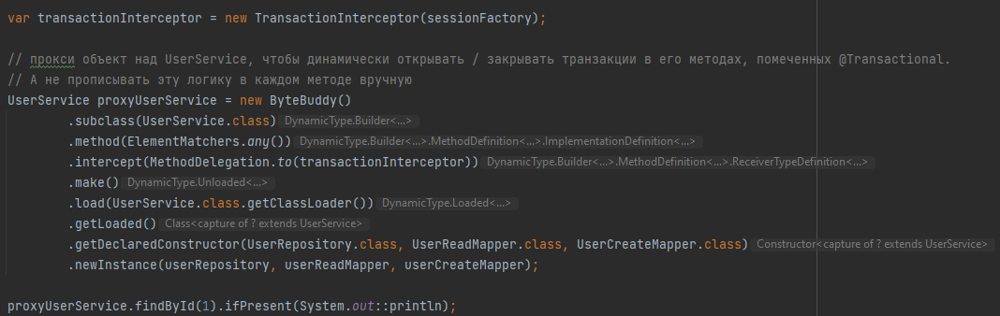 var transactionInterceptor = new TransactionInterceptor(sessionFactory);
// прокси объект над UserService, чтобы динамически открывать / закрывать транзакции в его методах, помеченных @Transactional.
// А не прописывать эту логику в каждом методе вручную
UserService proxyUserService = new ByteBuddy()
.subclass(UserService.class) DynamicType.Builder<...>
.method(ElementMatchers.any()) DynamicType.Builder<...>.MethodDefinition<...>.ImplementationDefinition<...>
.intercept(MethodDelegation.to(transactionInterceptor)) DynamicType.Builder<...>.MethodDefinition<...>.ReceiverTypeDefinition<...>
.make() DynamicType.Unloaded<...>
.load(UserService.class.getClassLoader()) DynamicType.Loaded<...>
.getLoaded() Class<capture of ? extends UserService>
.getDeclaredConstructor(UserRepository.class, UserReadMapper.class, UserCreateMapper.class) Constructor<capture of ? extends UserService>
.newInstance(userRepository, userReadMapper, userCreateMapper);
proxyUserService.findById(1).ifPresent(System.out::println);